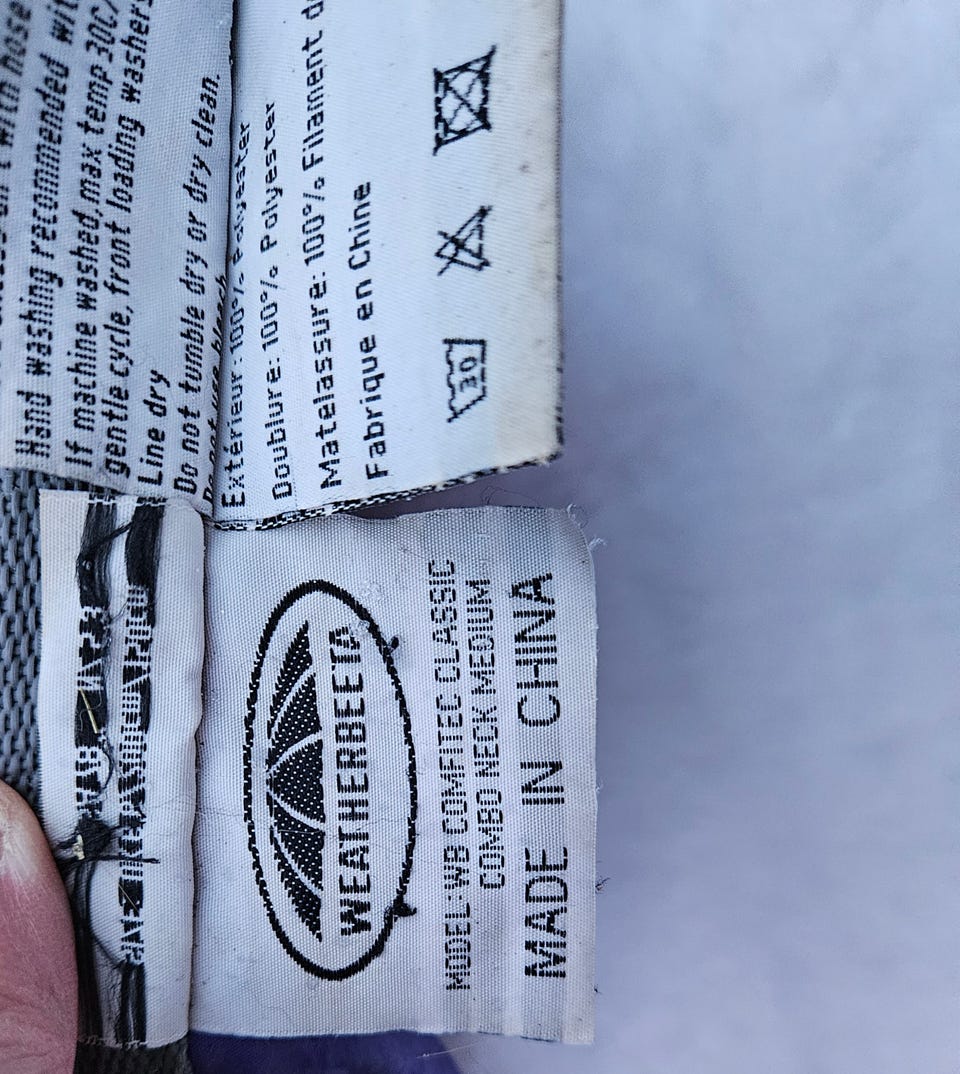 Hand washing recommended
If machine washed, max temp 30C/
gentle cycle, front loading washers
Line dry
Do not tumble dry or dry clean.
Extérieur: 100% Polyester
Doublure: 100% Polyester
Matelassure: 100% Filament
Fabrique en Chine
30
WEATHERBEETA
MODEL: WB COMFITEC CLASSIC
COMBO NECK MEDIUM
MADE IN CHINA